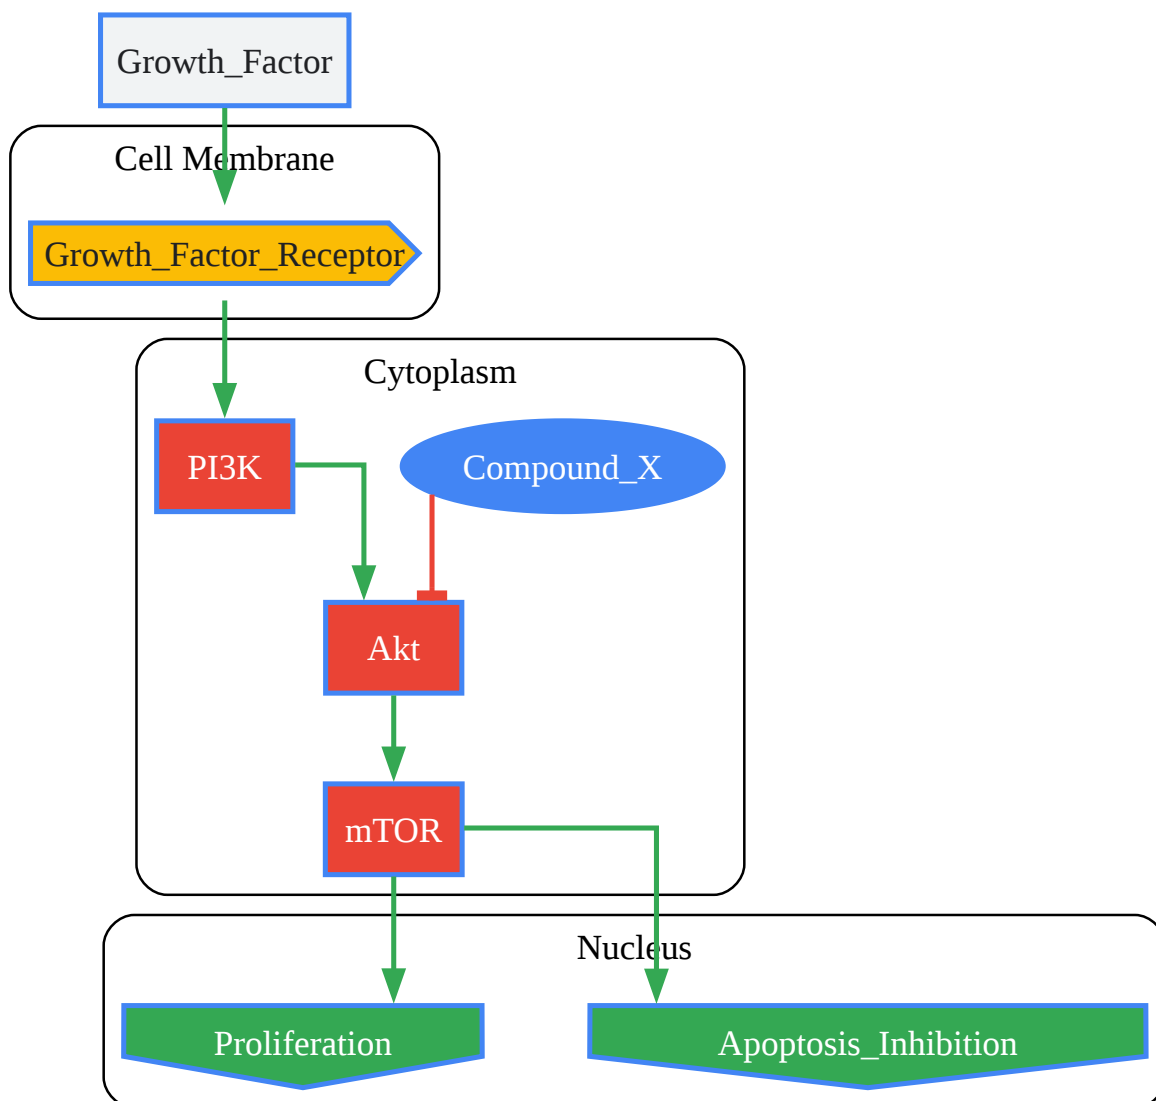 Growth_Factor
Cell Membrane
Growth_Factor_Receptor
Cytoplasm
PI3K
Compound_X
Akt
mTOR
Nucleus
Proliferation
Apoptosis_Inhibition